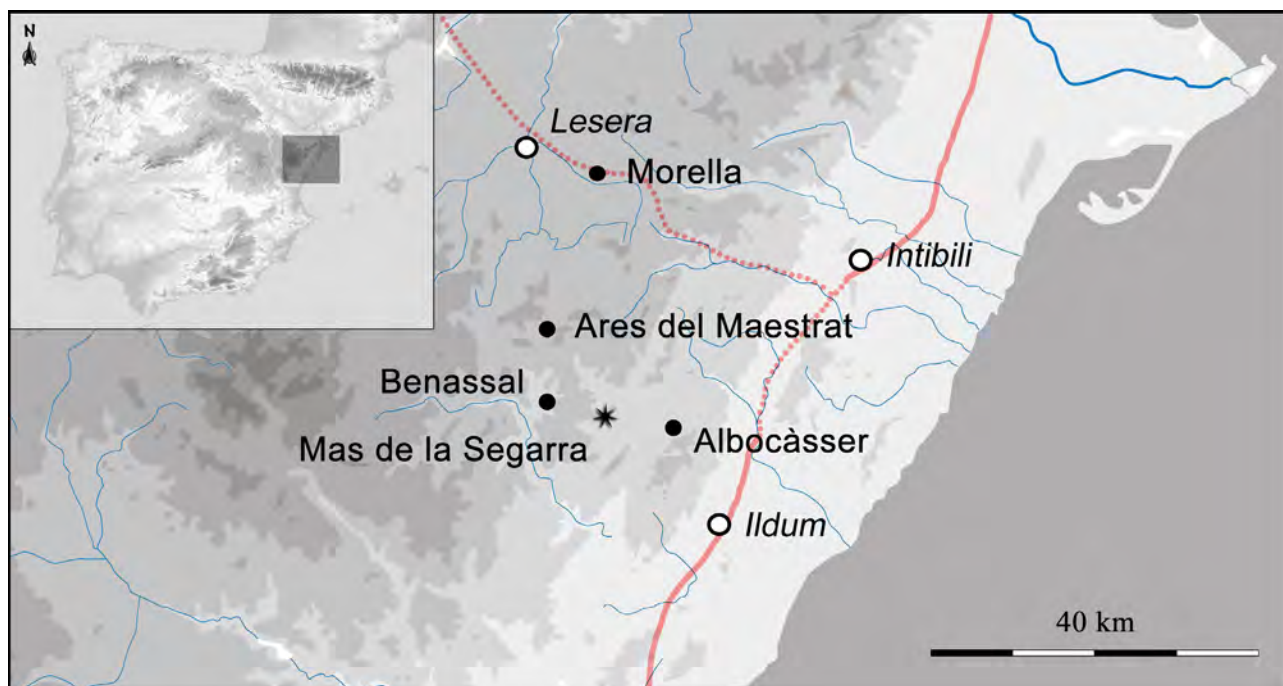 N
Lesera
Morella
Intibili
Ares del Maestrat
Benassal
Mas de la Segarra
Albocàsser
Ildum
40 km